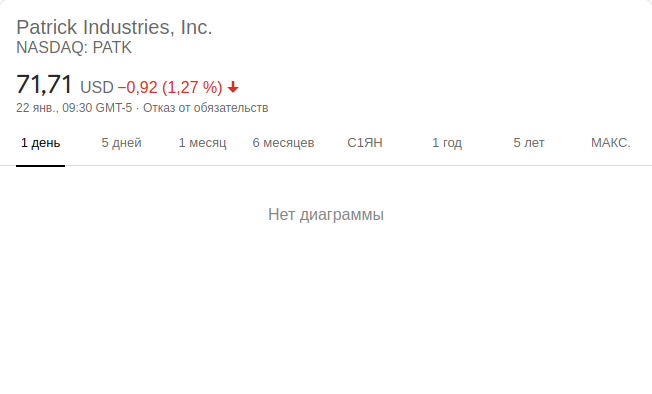 Patrick Industries, Inc.
NASDAQ: PATK
71,71 USD −0,92 (1,27 %)
22 янв., 09:30 GMT-5 · Отказ от обязательств
1 день 5 дней 1 месяц 6 месяцев С1ЯН 1 год 5 лет МАКС.
Нет диаграммы